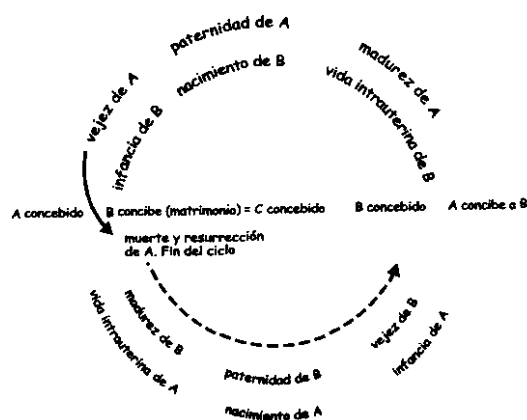 paternidad de A
nacimiento de B
madurez de A
vida intrauterina de B
vejez de A
infancia de B
A concebido B concibe (matrimonio) = C concebido B concebido A concibe a B
muerte y resurrección
de A. Fin del ciclo
madurez de B
vida intrauterina de A
paternidad de B
nacimiento de A
vejez de B
infancia de A